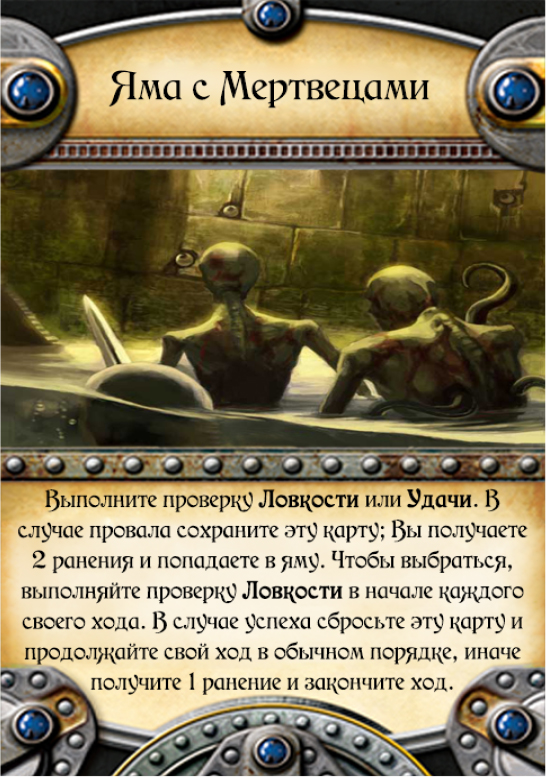 Яма с Мертвецами
Выполните проверку Ловкости или Удачи. В
случае провала сохраните эту карту; Вы получаете
2 ранения и попадаете в яму. Чтобы выбраться,
выполняйте проверку Ловкости в начале каждого
своего хода. В случае успеха сбросьте эту карту и
продолжайте свой ход в обычном порядке, иначе
получите 1 ранение и закончите ход.